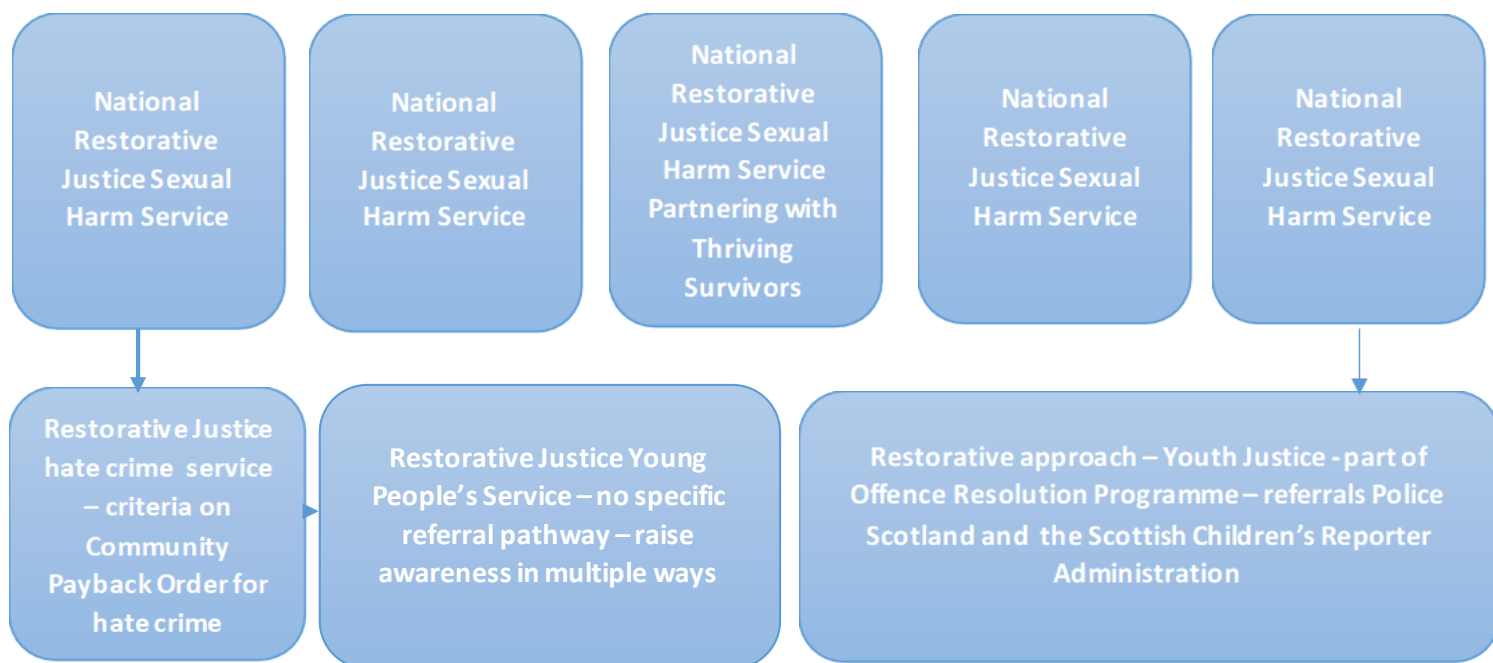 National
Restorative
Justice Sexual
Harm Service
National
Restorative
Justice Sexual
Harm Service
National
Restorative
Justice Sexual
Harm Service
Partnering with
Thriving
Survivors
National
Restorative
Justice Sexual
Harm Service
National
Restorative
Justice Sexual
Harm Service
Restorative Justice
hate crime service
– criteria on
Community
Payback Order for
hate crime
Restorative Justice Young
People’s Service – no specific
referral pathway – raise
awareness in multiple ways
Restorative approach – Youth Justice - part of
Offence Resolution Programme – referrals Police
Scotland and the Scottish Children’s Reporter
Administration